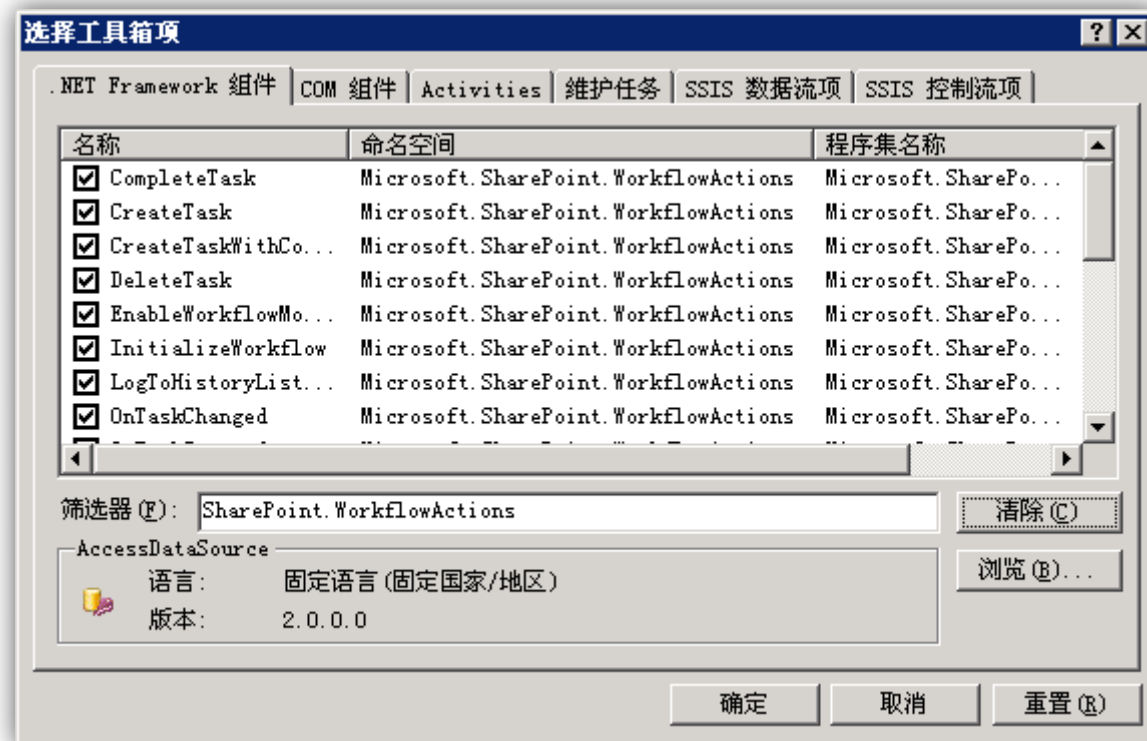 选择工具箱项
.NET Framework 组件 COM 组件 Activities 维护任务 SSIS 数据流项 SSIS 控制流项
名称 命名空间 程序集名称
CompleteTask Microsoft.SharePoint.WorkflowActions Microsoft.SharePo...
CreateTask Microsoft.SharePoint.WorkflowActions Microsoft.SharePo...
CreateTaskWithCo... Microsoft.SharePoint.WorkflowActions Microsoft.SharePo...
DeleteTask Microsoft.SharePoint.WorkflowActions Microsoft.SharePo...
EnableWorkflowMo... Microsoft.SharePoint.WorkflowActions Microsoft.SharePo...
InitializeWorkflow Microsoft.SharePoint.WorkflowActions Microsoft.SharePo...
LogToHistoryList... Microsoft.SharePoint.WorkflowActions Microsoft.SharePo...
OnTaskChanged Microsoft.SharePoint.WorkflowActions Microsoft.SharePo...
筛选器(F): SharePoint.WorkflowActions 清除(C)
AccessDataSource
语言: 固定语言(固定国家/地区) 浏览(B)...
版本: 2.0.0.0
确定 取消 重置(R)